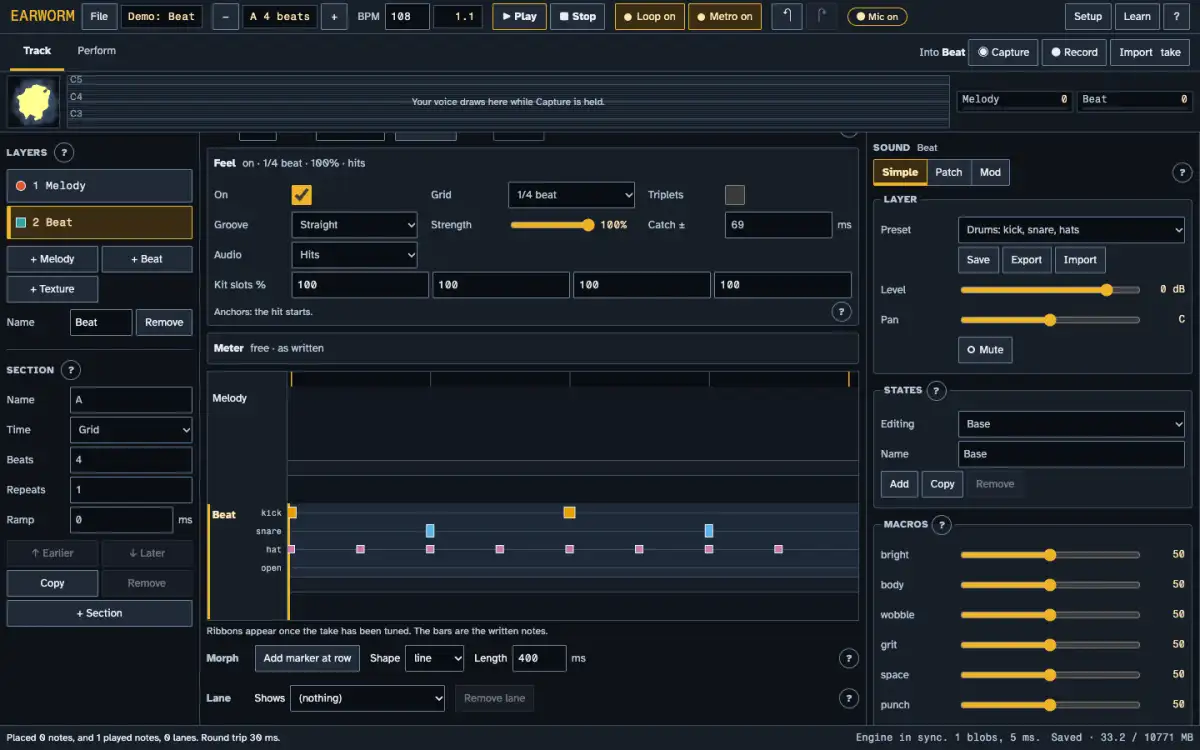 EARWORM File Demo: Beat − A 4 beats + BPM 108 1.1 Play Stop Loop on Metro on Mic on Setup Learn ?
Track Perform Into Beat Capture Record Import take
C5
C4
C3
Your voice draws here while Capture is held.
Melody 0 Beat 0
LAYERS ?
1 Melody
2 Beat
+ Melody + Beat
+ Texture
Name Beat Remove
SECTION ?
Name A
Time Grid
Beats 4
Repeats 1
Ramp 0 ms
↑ Earlier ↓ Later
Copy Remove
+ Section
Feel on · 1/4 beat · 100% · hits
On Grid 1/4 beat Triplets
Groove Straight Strength 100% Catch ± 69 ms
Audio Hits
Kit slots % 100 100 100 100
Anchors: the hit starts. ?
Meter free · as written
Melody
Beat kick
snare
hat
open
Ribbons appear once the take has been tuned. The bars are the written notes.
Morph Add marker at row Shape line Length 400 ms ?
Lane Shows (nothing) Remove lane ?
SOUND Beat
Simple Patch Mod ?
LAYER
Preset Drums: kick, snare, hats
Save Export Import
Level 0 dB
Pan C
Mute
STATES ?
Editing Base
Name Base
Add Copy Remove
MACROS ?
bright 50
body 50
wobble 50
grit 50
space 50
punch 50
Placed 0 notes, and 1 played notes, 0 lanes. Round trip 30 ms.
Engine in sync. 1 blobs, 5 ms. Saved · 33.2 / 10771 MB